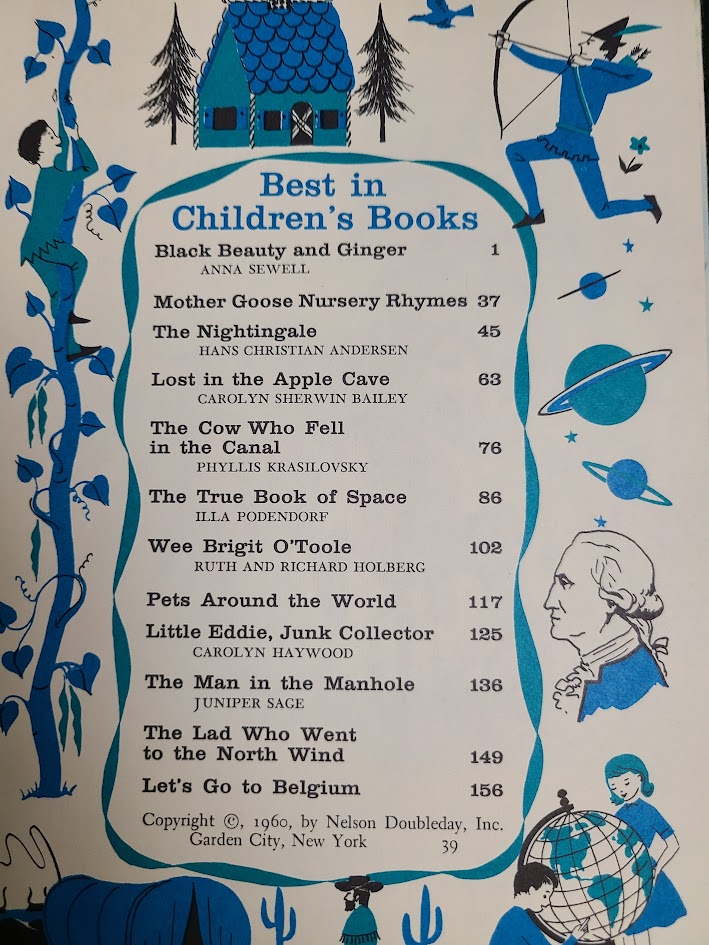 Best in
Children's Books
Black Beauty and Ginger 1
ANNA SEWELL
Mother Goose Nursery Rhymes 37
The Nightingale 45
HANS CHRISTIAN ANDERSEN
Lost in the Apple Cave 63
CAROLYN SHERWIN BAILEY
The Cow Who Fell
in the Canal 76
PHYLLIS KRASILOVSKY
The True Book of Space 86
ILLA PODENDORF
Wee Brigit O'Toole 102
RUTH AND RICHARD HOLBERG
Pets Around the World 117
Little Eddie, Junk Collector 125
CAROLYN HAYWOOD
The Man in the Manhole 136
JUNIPER SAGE
The Lad Who Went
to the North Wind 149
Let's Go to Belgium 156
Copyright ©, 1960, by Nelson Doubleday, Inc.
Garden City, New York 39